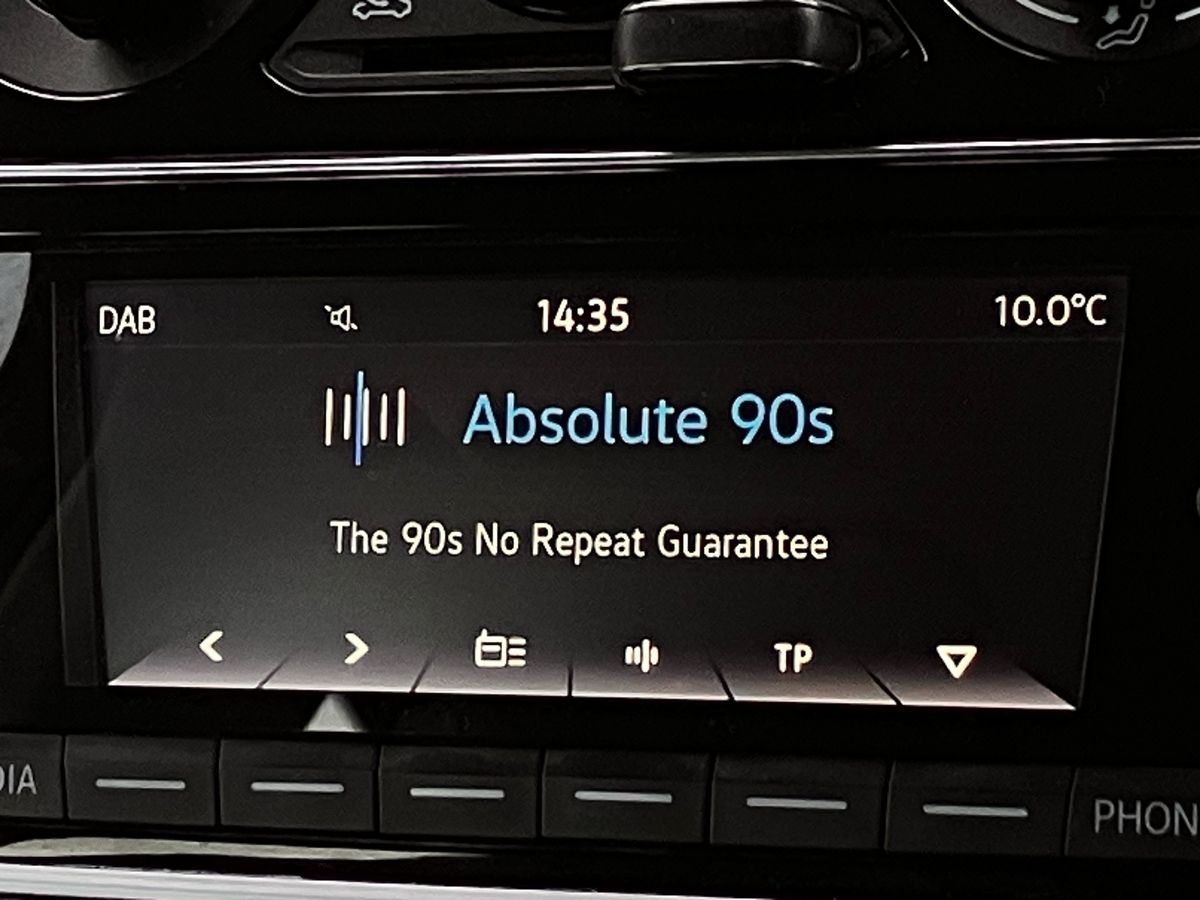 DAB 14:35 10.0°C
Absolute 90s
The 90s No Repeat Guarantee
TP
DIA PHON